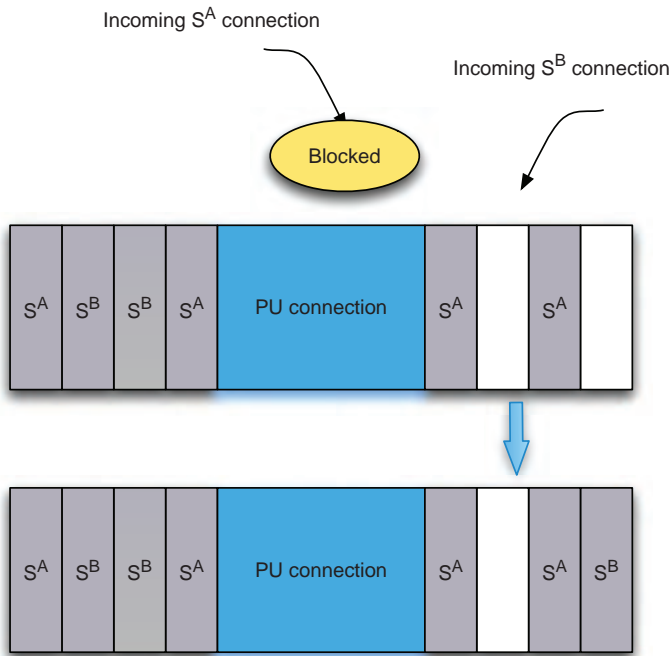 Incoming S^A connection
Incoming S^B connection
Blocked
S^A S^B S^B S^A PU connection S^A S^A
S^A S^B S^B S^A PU connection S^A S^A S^B